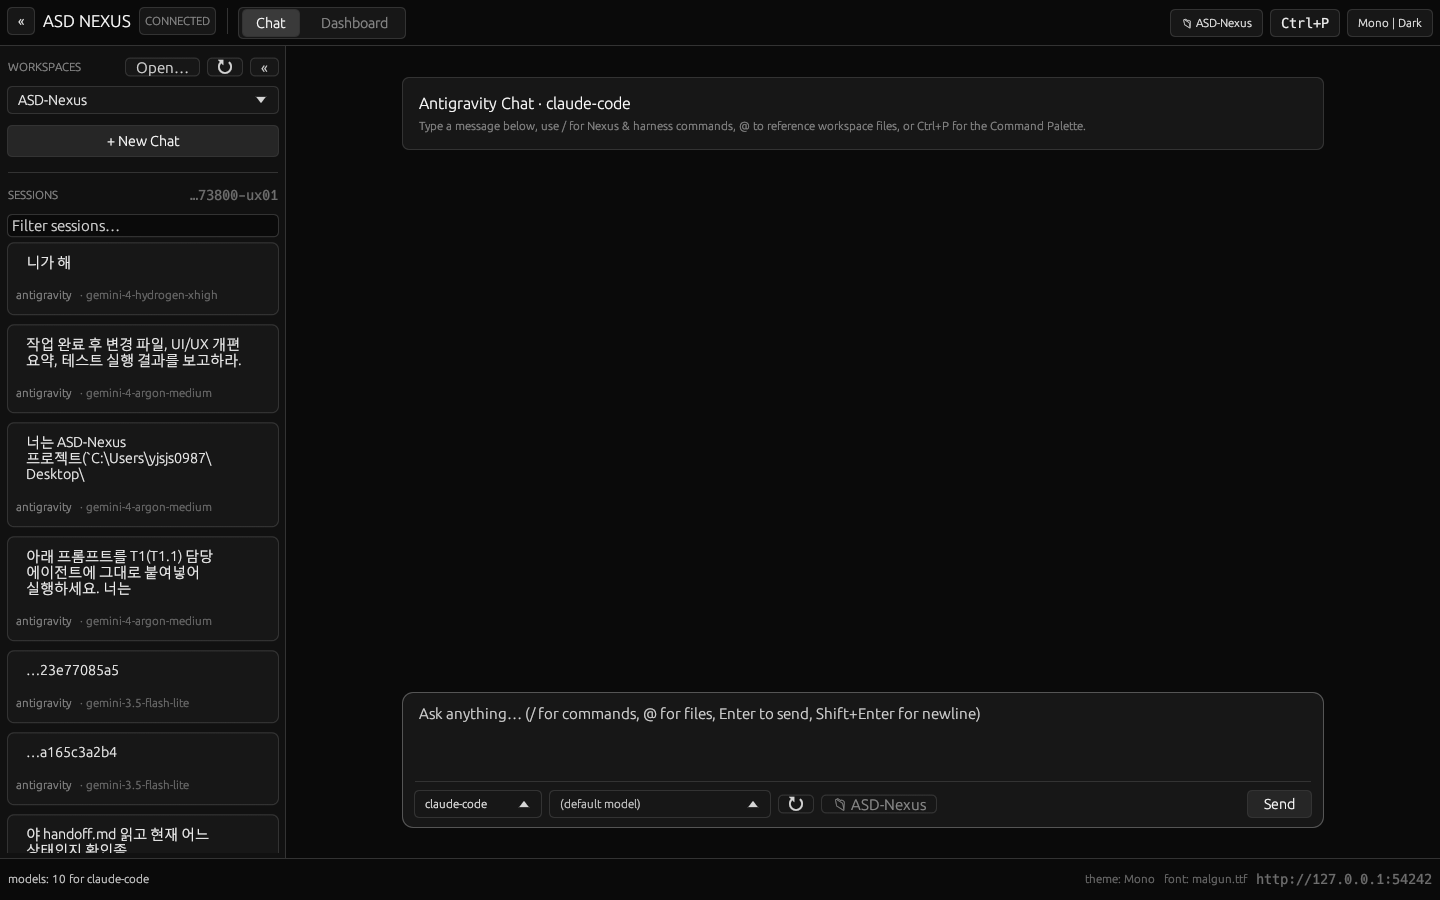 « ASD NEXUS CONNECTED Chat Dashboard ASD-Nexus Ctrl+P Mono | Dark
WORKSPACES Open... «
ASD-Nexus
+ New Chat
SESSIONS ...73800-ux01
Filter sessions...
니가 해
antigravity · gemini-4-hydrogen-xhigh
작업 완료 후 변경 파일, UI/UX 개편
요약, 테스트 실행 결과를 보고하라.
antigravity · gemini-4-argon-medium
너는 ASD-Nexus
프로젝트(`C:\Users\yjsjs0987\
Desktop\
antigravity · gemini-4-argon-medium
아래 프롬프트를 T1(T1.1) 담당
에이전트에 그대로 붙여넣어
실행하세요. 너는
antigravity · gemini-4-argon-medium
...23e77085a5
antigravity · gemini-3.5-flash-lite
...a165c3a2b4
antigravity · gemini-3.5-flash-lite
야 handoff.md 읽고 현재 어느
상태인지 확인좀
Antigravity Chat · claude-code
Type a message below, use / for Nexus & harness commands, @ to reference workspace files, or Ctrl+P for the Command Palette.
Ask anything... (/ for commands, @ for files, Enter to send, Shift+Enter for newline)
claude-code (default model) ASD-Nexus Send
models: 10 for claude-code theme: Mono font: malgun.ttf http://127.0.0.1:54242